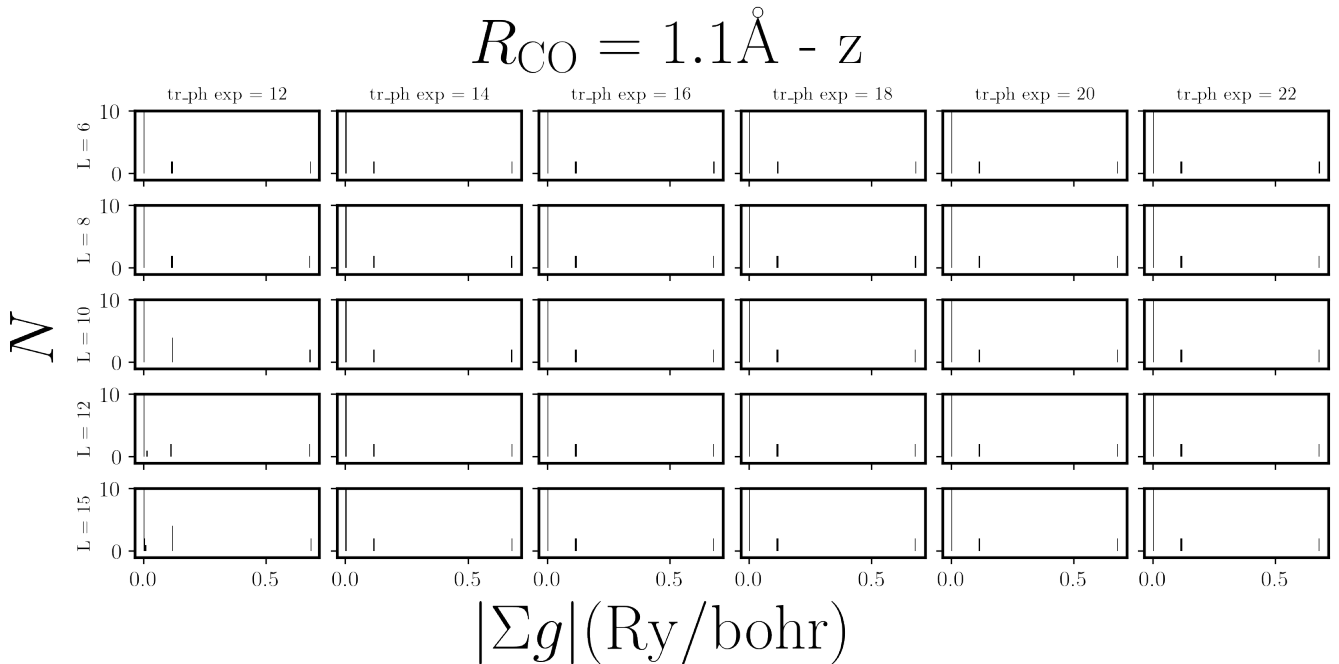 R_CO = 1.1Å - z
tr_ph exp = 12 tr_ph exp = 14 tr_ph exp = 16 tr_ph exp = 18 tr_ph exp = 20 tr_ph exp = 22
10
L = 6
0
10
L = 8
0
10
L = 10
0
N
10
L = 12
0
10
L = 15
0
0.0 0.5 0.0 0.5 0.0 0.5 0.0 0.5 0.0 0.5 0.0 0.5
|Σg|(Ry/bohr)